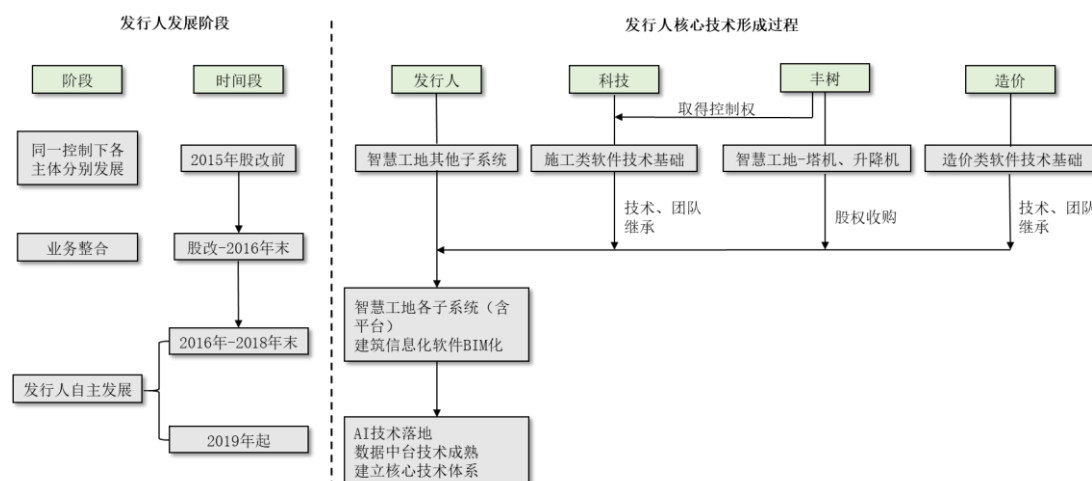 发行人发展阶段
发行人核心技术形成过程
阶段
时间段
发行人
科技
丰树
造价
取得控制权
同一控制下各
主体分别发展
2015年股改前
智慧工地其他子系统
施工类软件技术基础
智慧工地-塔机、升降机
造价类软件技术基础
技术、团队
继承
股权收购
技术、团队
继承
业务整合
股改-2016年末
智慧工地各子系统（含
平台）
建筑信息化软件BIM化
2016年-2018年末
发行人自主发展
2019年起
AI技术落地
数据中台技术成熟
建立核心技术体系